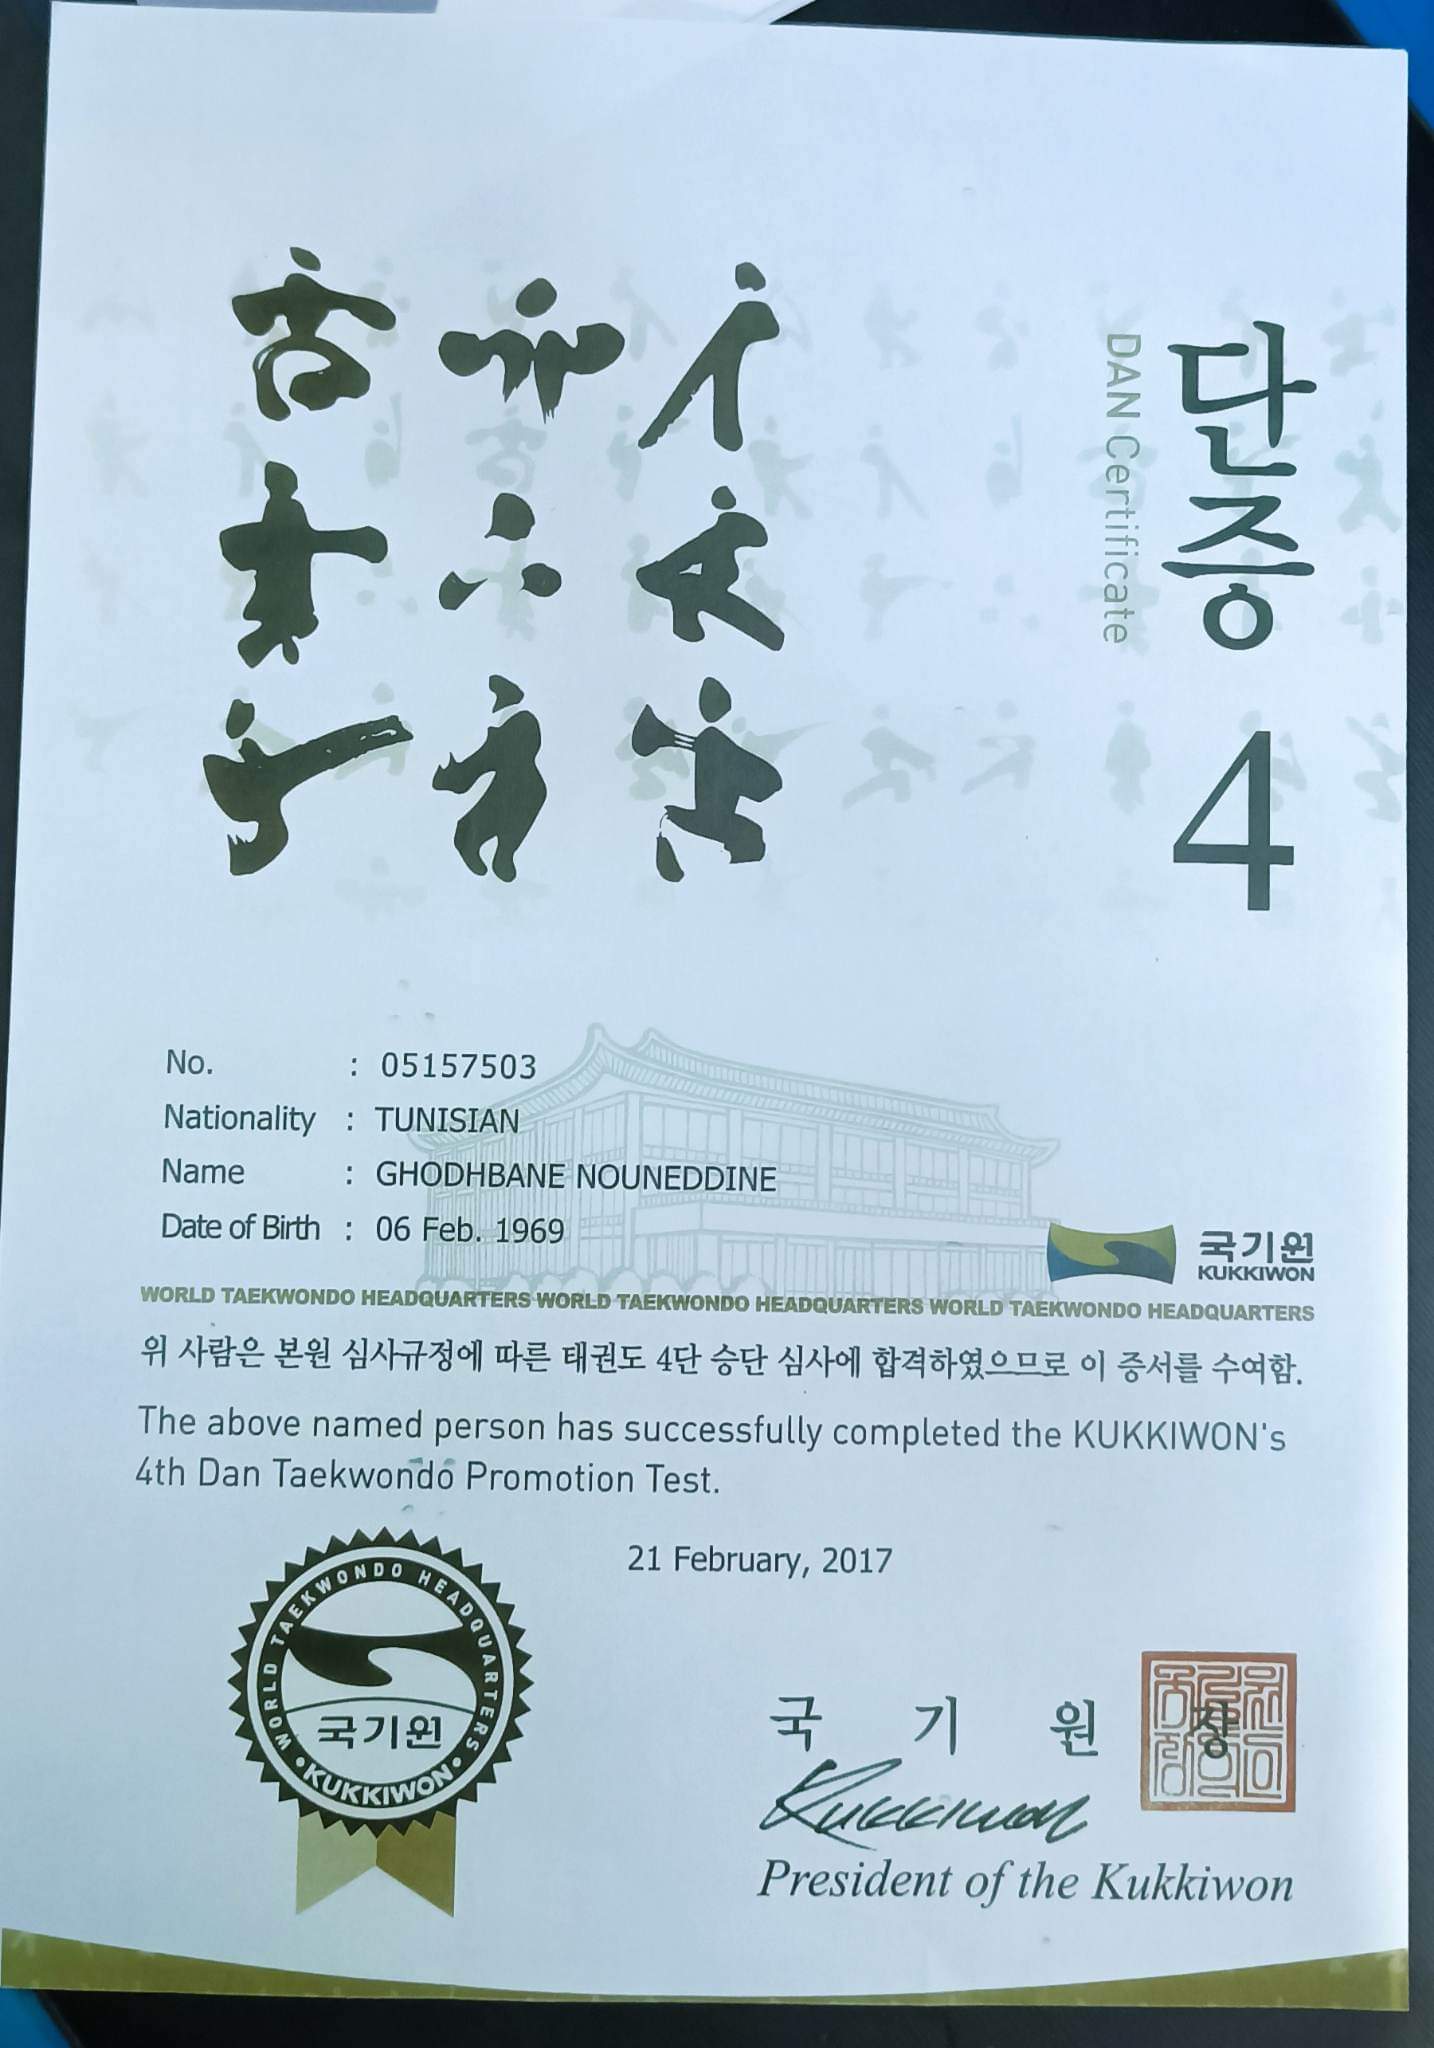 단증 4
DAN Certificate
No. : 05157503
Nationality : TUNISIAN
Name : GHODHBANE NOUNEDDINE
Date of Birth : 06 Feb. 1969
국기원
KUKKIWON
WORLD TAEKWONDO HEADQUARTERS WORLD TAEKWONDO HEADQUARTERS WORLD TAEKWONDO HEADQUARTERS
위 사람은 본원 심사규정에 따른 태권도 4단 승단 심사에 합격하였으므로 이 증서를 수여함.
The above named person has successfully completed the KUKKIWON's
4th Dan Taekwondo Promotion Test.
21 February, 2017
WORLD TAEKWONDO HEADQUARTERS
국기원
KUKKIWON
국 기 원 장
Kukkiwon
President of the Kukkiwon